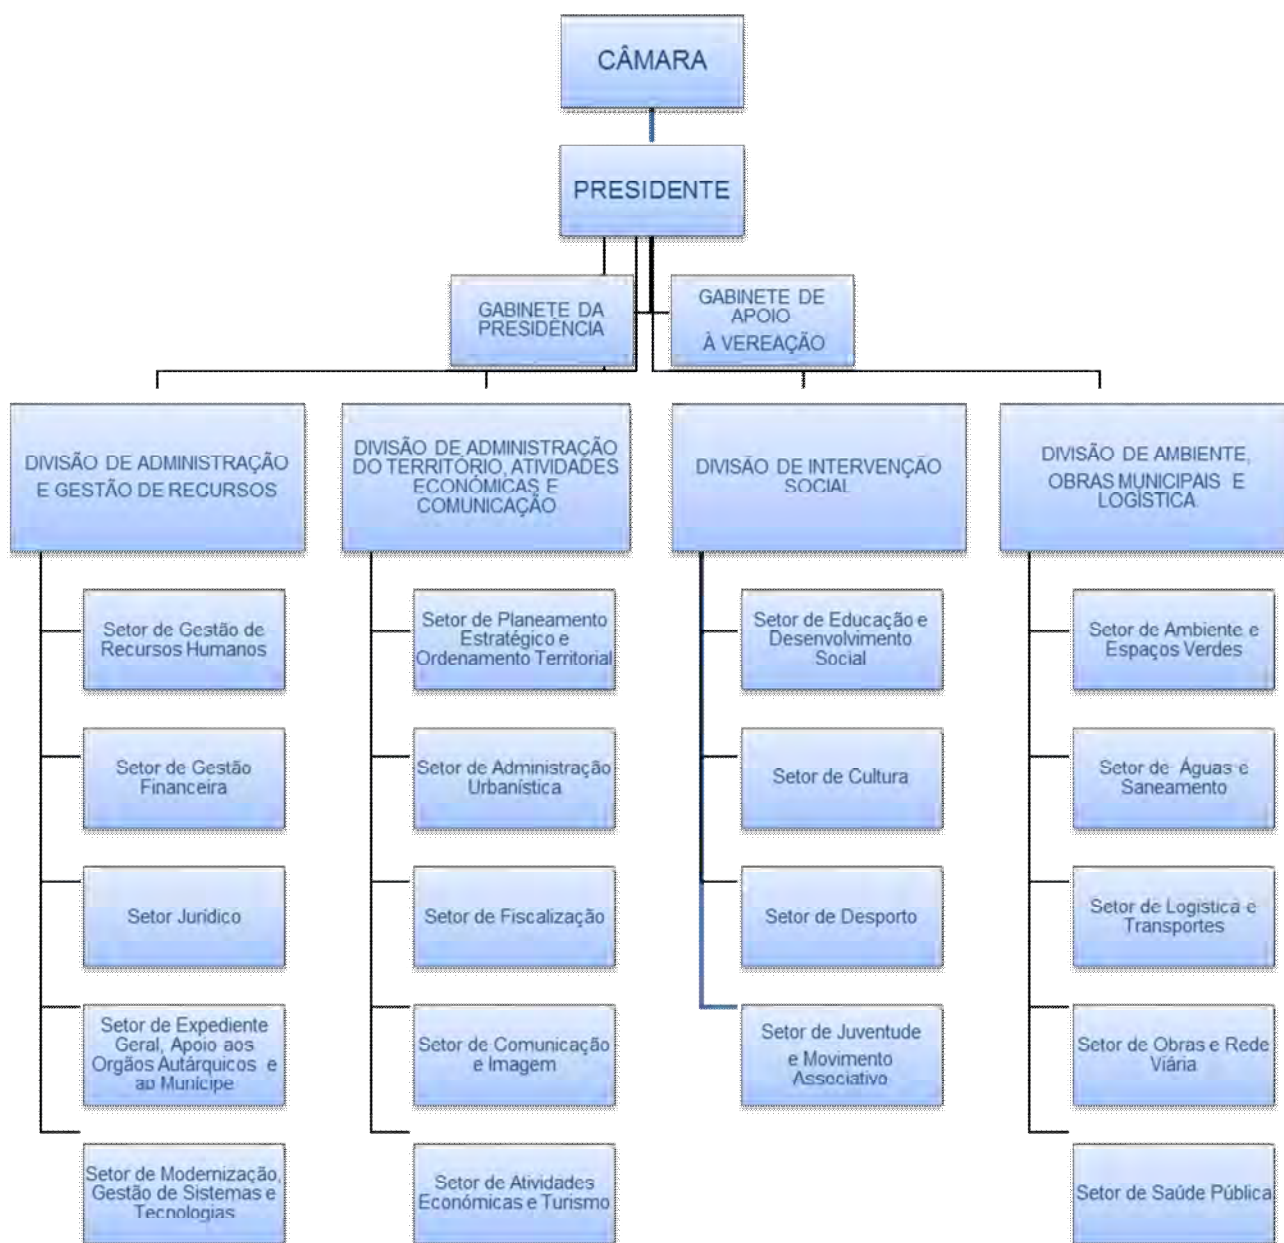 CÂMARA
PRESIDENTE
GABINETE DA
PRESIDÊNCIA
GABINETE DE
APOIO
À VEREAÇÃO
DIVISÃO DE ADMINISTRAÇÃO
E GESTÃO DE RECURSOS
DIVISÃO DE ADMINISTRAÇÃO
DO TERRITÓRIO, ATIVIDADES
ECONÓMICAS E
COMUNICAÇÃO
DIVISÃO DE INTERVENÇÃO
SOCIAL
DIVISÃO DE AMBIENTE,
OBRAS MUNICIPAIS E
LOGÍSTICA
Setor de Gestão de
Recursos Humanos
Setor de Gestão
Financeira
Setor Jurídico
Setor de Expediente
Geral, Apoio aos
Orgãos Autárquicos e
ao Munícipe
Setor de Modernização,
Gestão de Sistemas e
Tecnologias
Setor de Planeamento
Estratégico e
Ordenamento Territorial
Setor de Administração
Urbanística
Setor de Fiscalização
Setor de Comunicação
e Imagem
Setor de Atividades
Económicas e Turismo
Setor de Educação e
Desenvolvimento
Social
Setor de Cultura
Setor de Desporto
Setor de Juventude
e Movimento
Associativo
Setor de Ambiente e
Espaços Verdes
Setor de Águas e
Saneamento
Setor de Logística e
Transportes
Setor de Obras e Rede
Viária
Setor de Saúde Pública